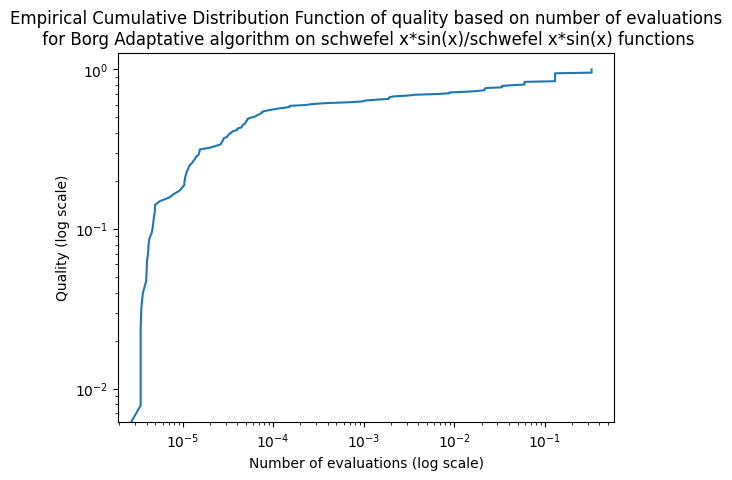 Empirical Cumulative Distribution Function of quality based on number of evaluations
for Borg Adaptative algorithm on schwefel x*sin(x)/schwefel x*sin(x) functions
10^0
10^-1
10^-2
Quality (log scale)
10^-5 10^-4 10^-3 10^-2 10^-1
Number of evaluations (log scale)